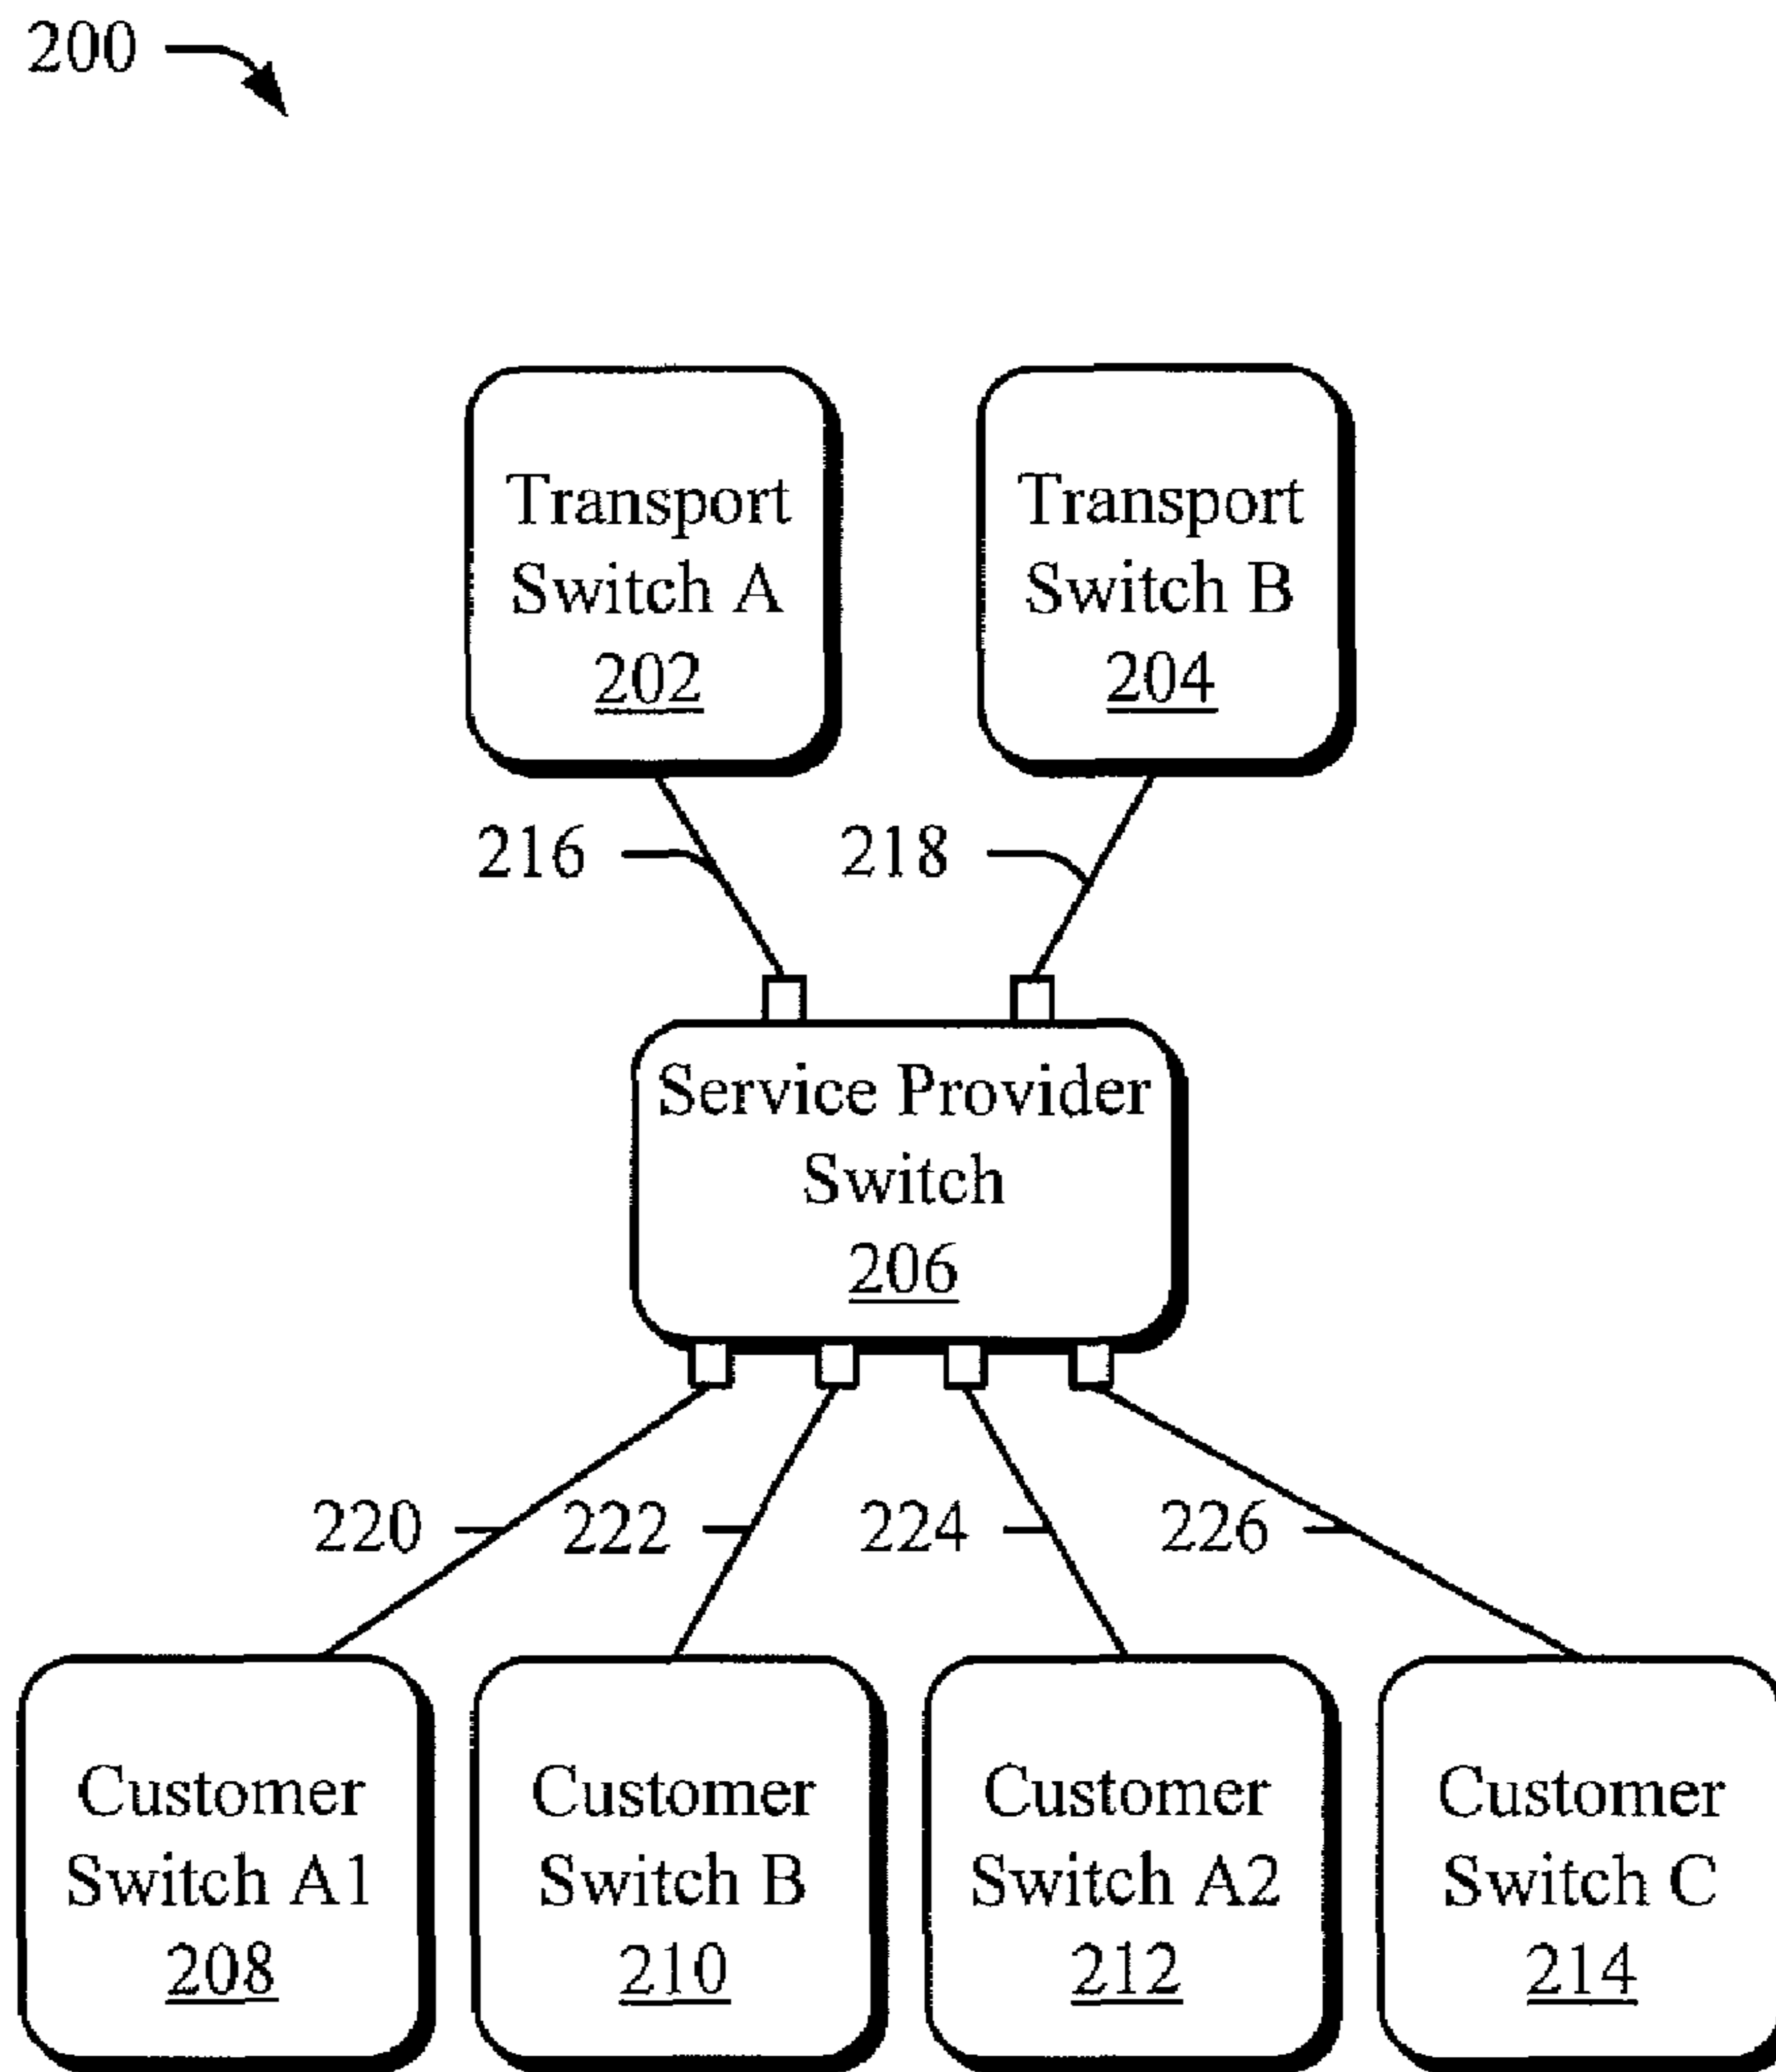 200
Transport
Switch A
202
Transport
Switch B
204
216
218
Service Provider
Switch
206
220
222
224
226
Customer
Switch A1
208
Customer
Switch B
210
Customer
Switch A2
212
Customer
Switch C
214